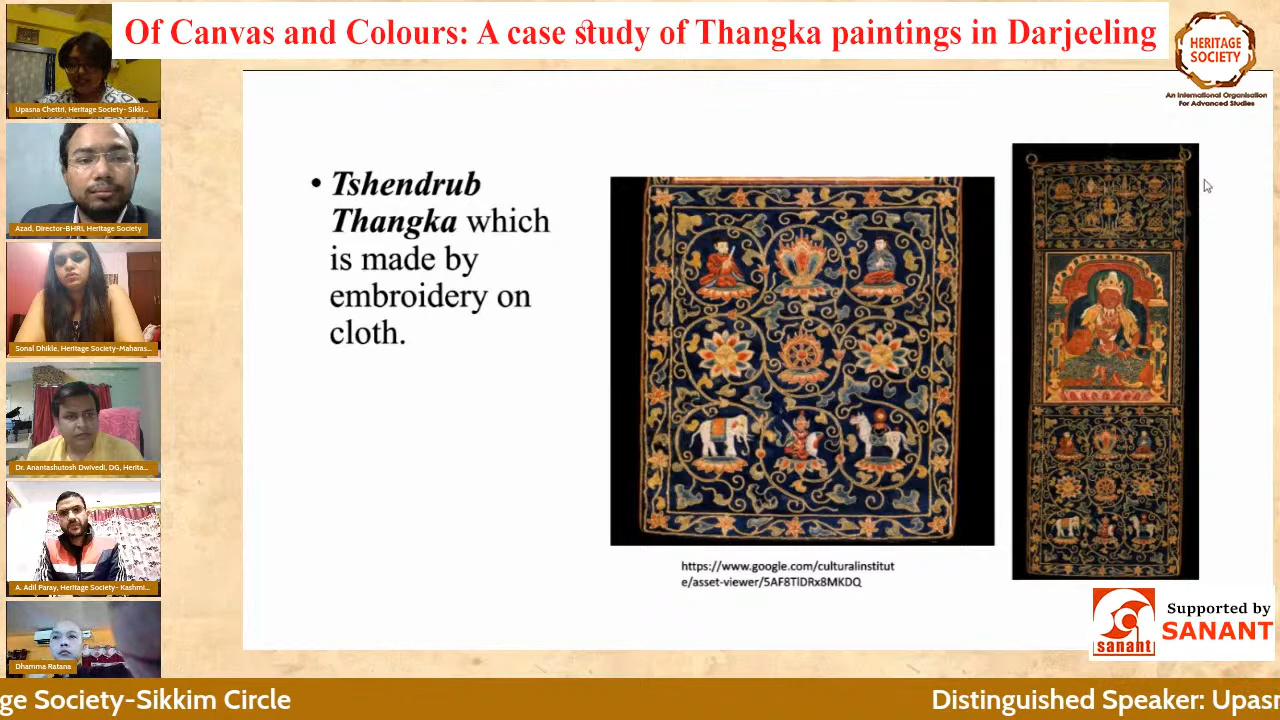 Of Canvas and Colours: A case study of Thangka paintings in Darjeeling
HERITAGE
SOCIETY
An International Organisation
For Advanced Studies
Upasna Chettri, Heritage Society- Sikki...
Azad, Director-BHRI, Heritage Society
Sonal Dhikle, Heritage Society-Maharas...
Dr. Anantashutosh Dwivedi, DG, Herita...
A. Adil Paray, Heritage Society- Kashmi...
Dhamma Ratana
• Tshendrub
Thangka which
is made by
embroidery on
cloth.
https://www.google.com/culturalinstitut
e/asset-viewer/5AF8TlDRx8MKDQ
sanant
Supported by
SANANT
ge Society-Sikkim Circle
Distinguished Speaker: Upasn